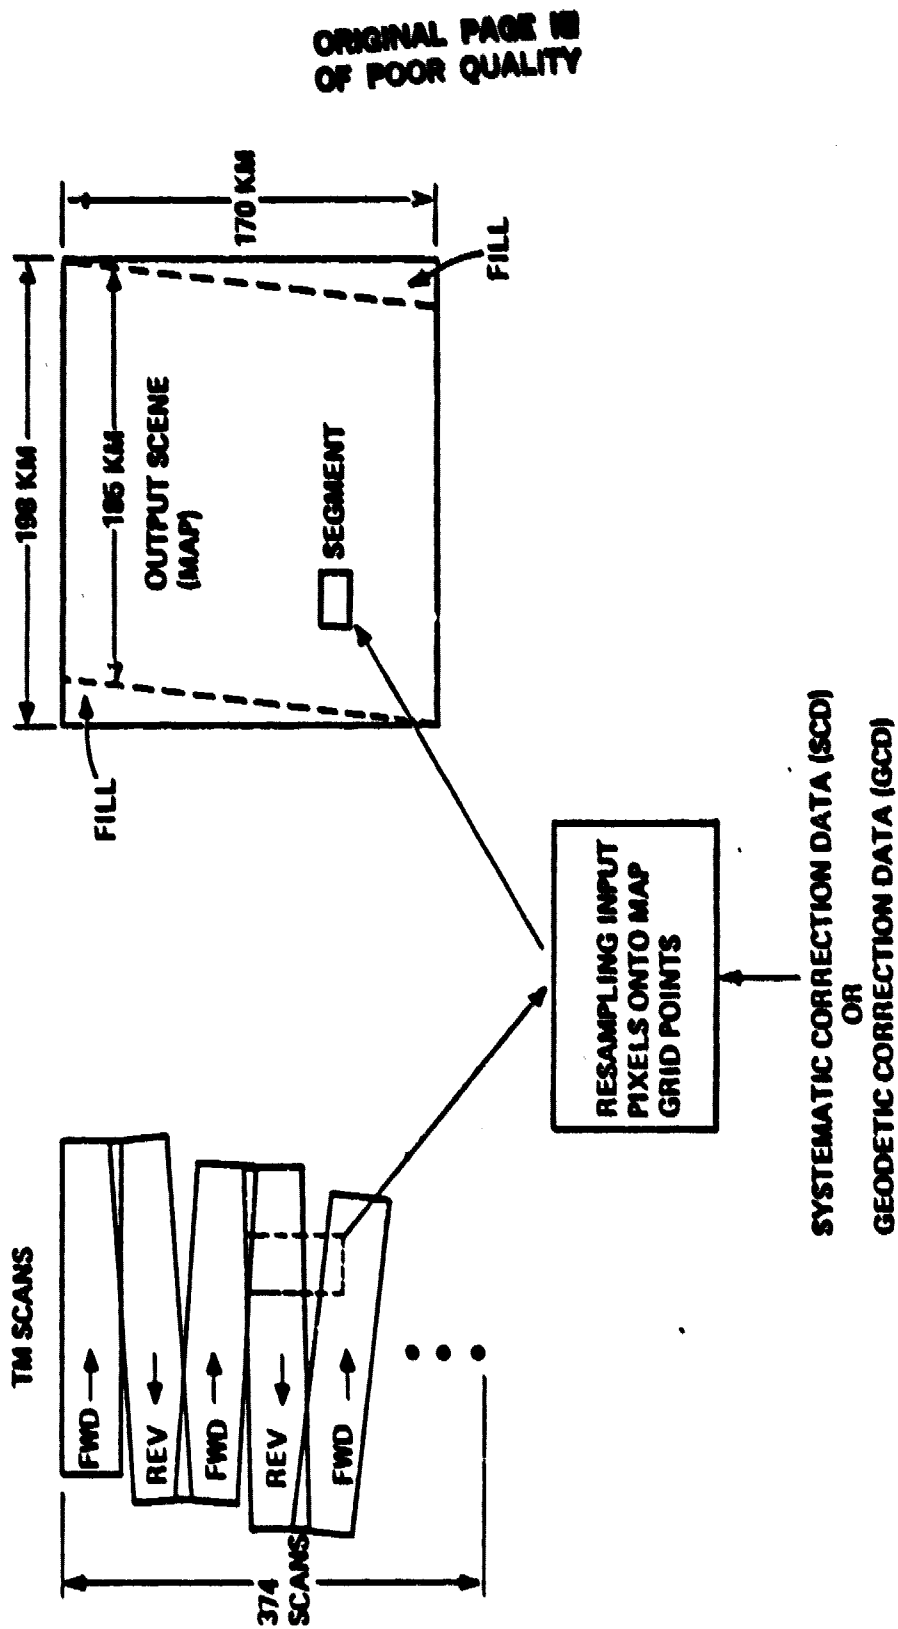 ORIGINAL PAGE IS
OF POOR QUALITY
TM SCANS
FWD
REV
FWD
REV
FWD
374
SCANS
198 KM
185 KM
OUTPUT SCENE
(MAP)
FILL
SEGMENT
170 KM
FILL
RESAMPLING INPUT
PIXELS ONTO MAP
GRID POINTS
SYSTEMATIC CORRECTION DATA (SCD)
OR
GEODETIC CORRECTION DATA (GCD)